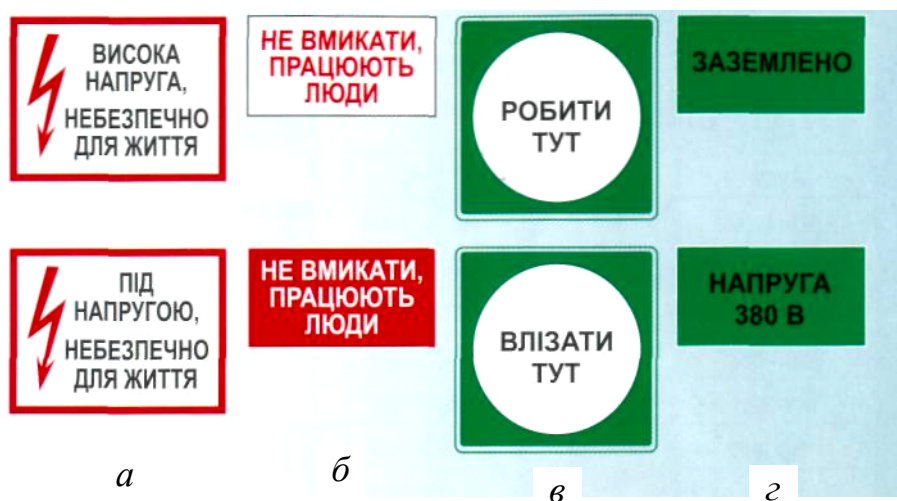 ВИСОКА
НАПРУГА,
НЕБЕЗПЕЧНО
ДЛЯ ЖИТТЯ
НЕ ВМИКАТИ,
ПРАЦЮЮТЬ
ЛЮДИ
РОБИТИ
ТУТ
ЗАЗЕМЛЕНО
ПІД
НАПРУГОЮ,
НЕБЕЗПЕЧНО
ДЛЯ ЖИТТЯ
НЕ ВМИКАТИ,
ПРАЦЮЮТЬ
ЛЮДИ
ВЛІЗАТИ
ТУТ
НАПРУГА
380 В
а
б
в
г